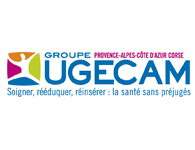 GROUPE PROVENCE-ALPES-CÔTE D'AZUR CORSE
UGECAM
Soigner, rééduquer, réinsérer : la santé sans préjugés